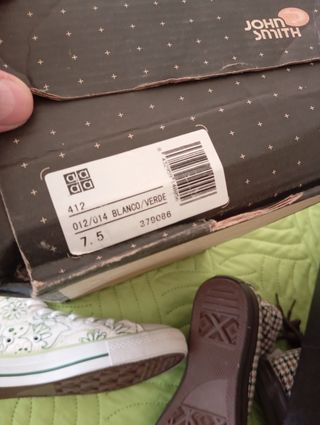 JOHN
SMITH
412
012/014 BLANCO/VERDE
7.5 379086